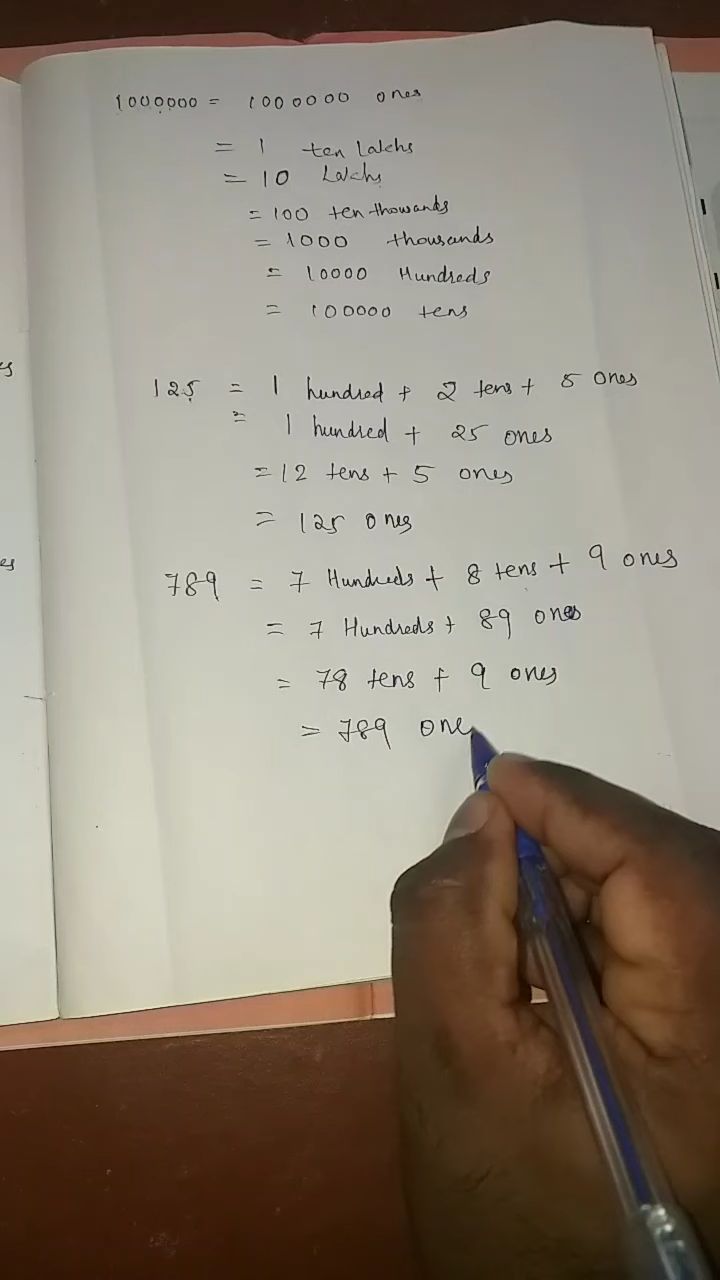 1000000 = 1000000 ones
= 1 ten Lakhs
= 10 Lakhs
= 100 ten thowands
= 1000 thousands
= 10000 Hundreds
= 100000 tens
125 = 1 hundred + 2 tens + 5 ones
= 1 hundred + 25 ones
= 12 tens + 5 ones
= 125 ones
789 = 7 Hundreds + 8 tens + 9 ones
= 7 Hundreds + 89 ones
= 78 tens + 9 ones
= 789 one